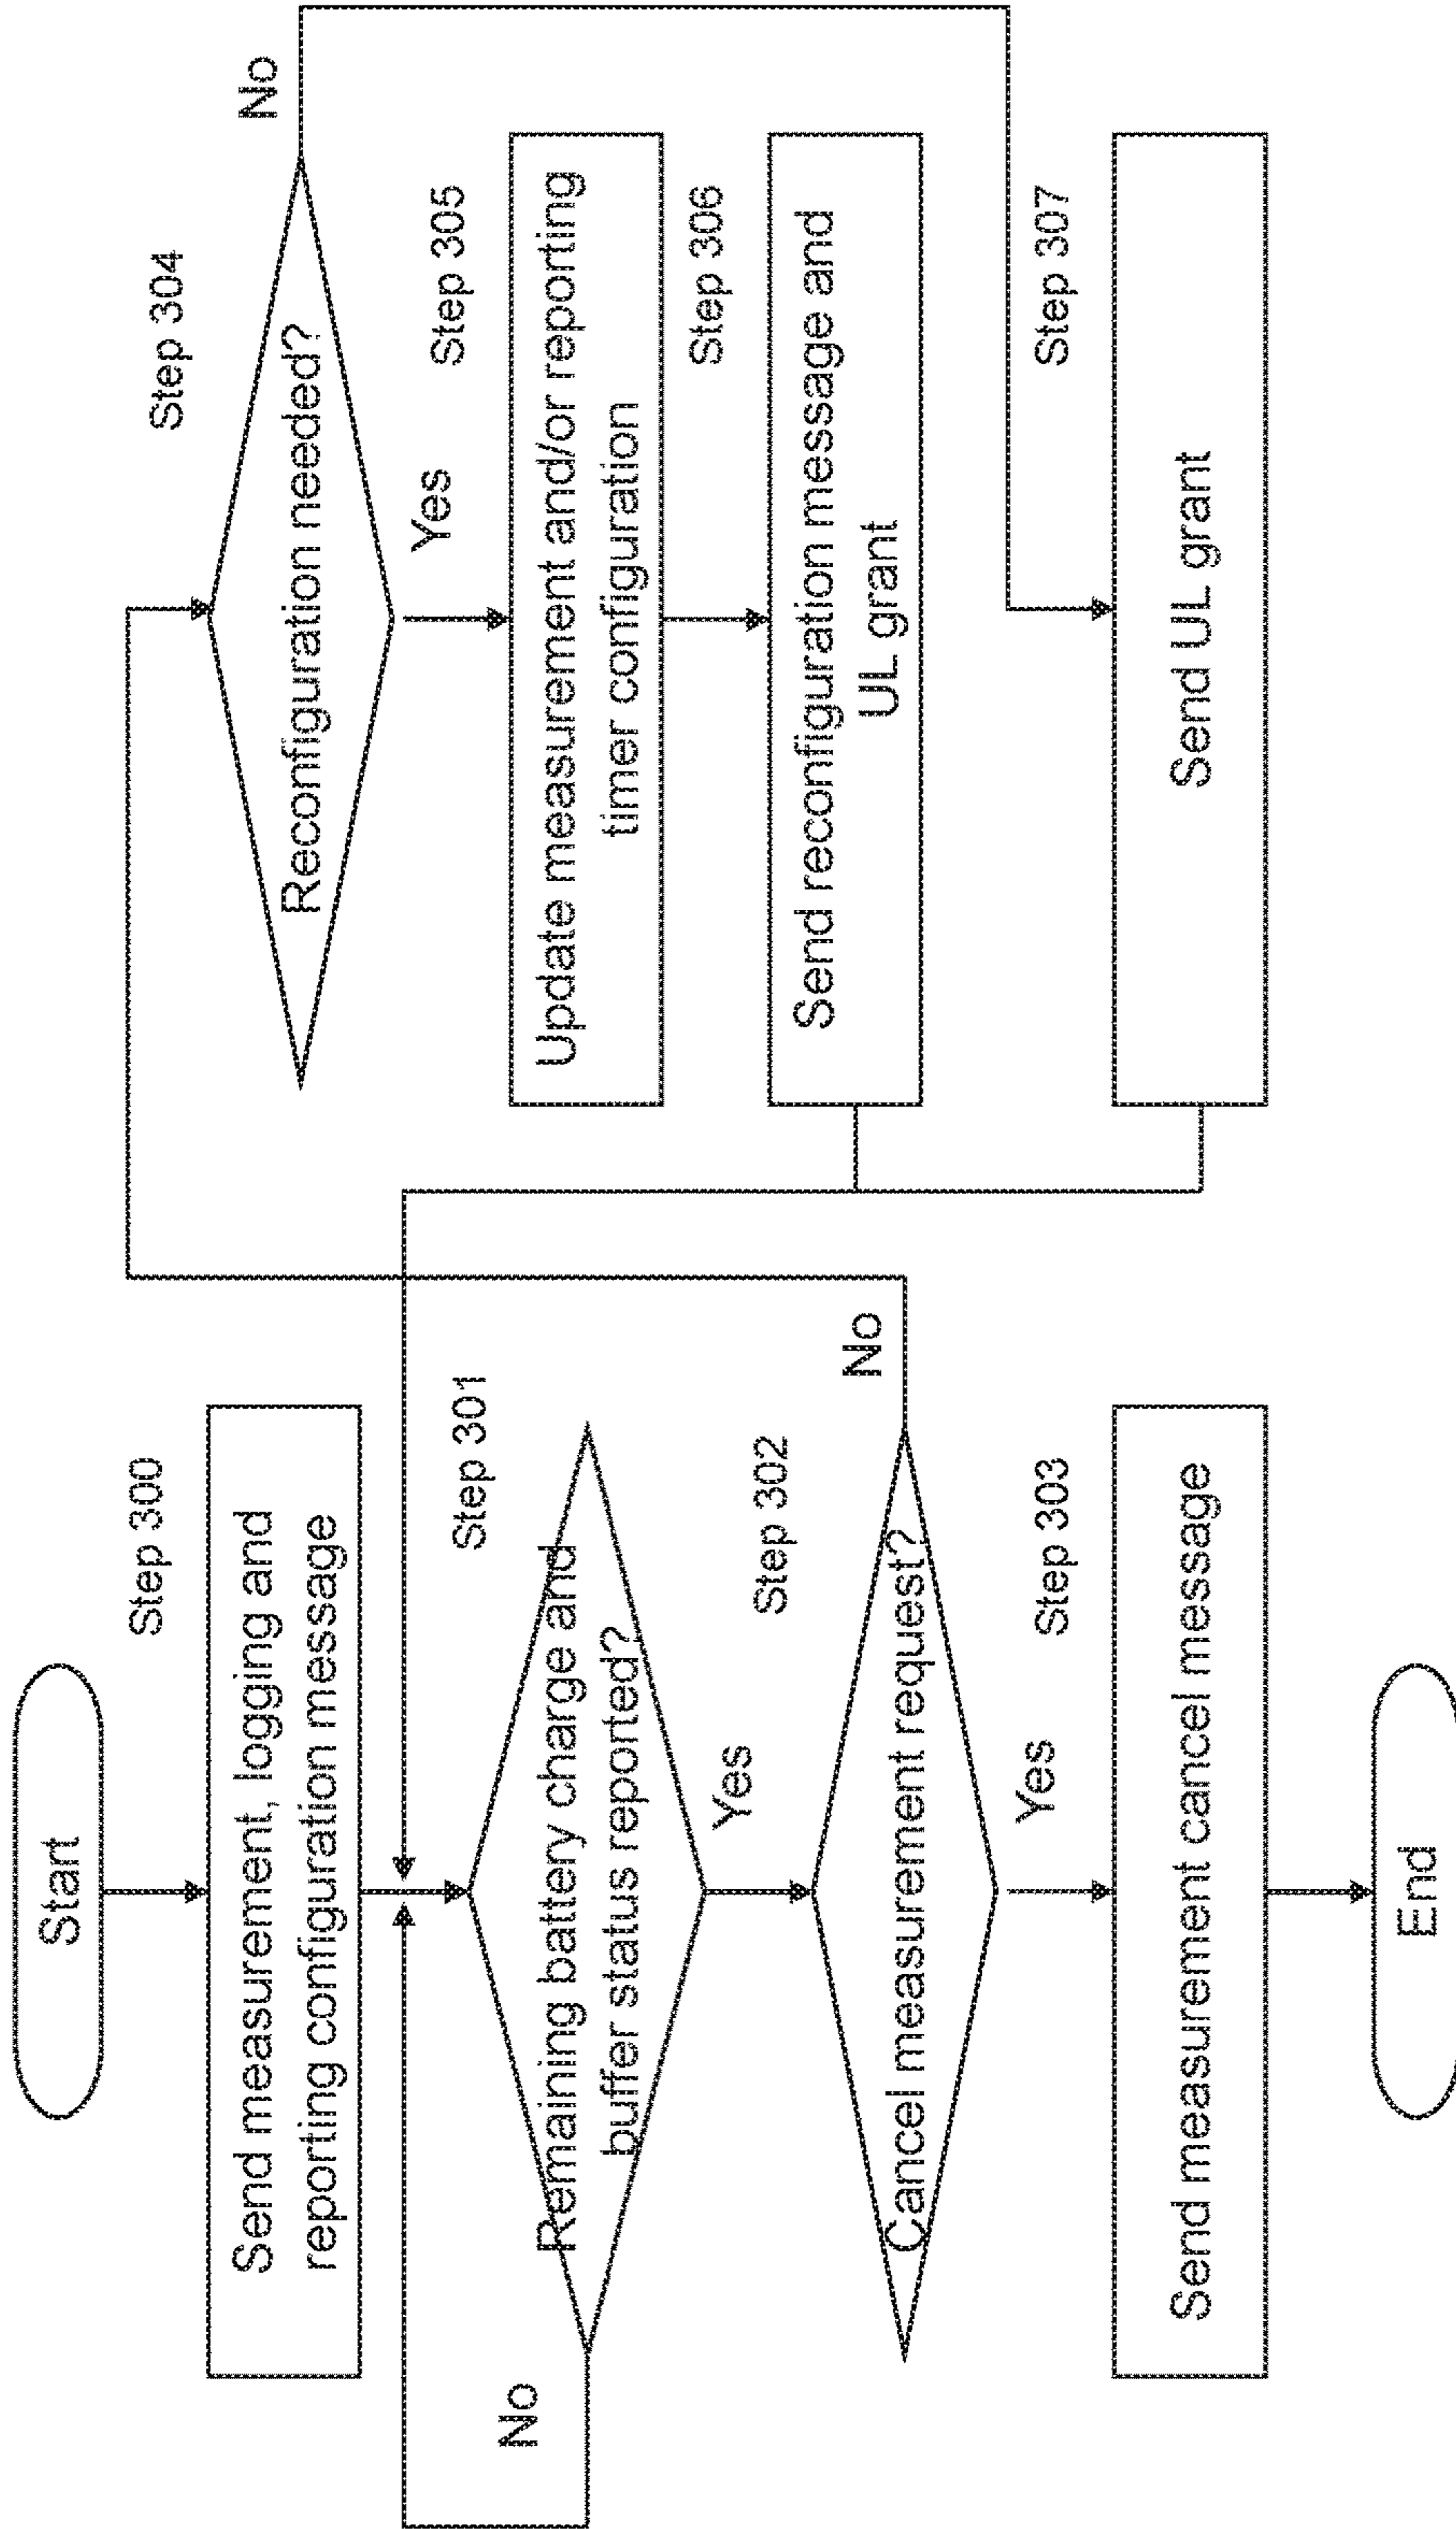 Start
Step 300
Send measurement, logging and
reporting configuration message
Step 301
Remaining battery charge and
buffer status reported?
No
Yes
Step 302
Cancel measurement request?
No
Yes
Step 303
Send measurement cancel message
End
Step 304
Reconfiguration needed?
No
Yes
Step 305
Update measurement and/or reporting
timer configuration
Step 306
Send reconfiguration message and
UL grant
Step 307
Send UL grant